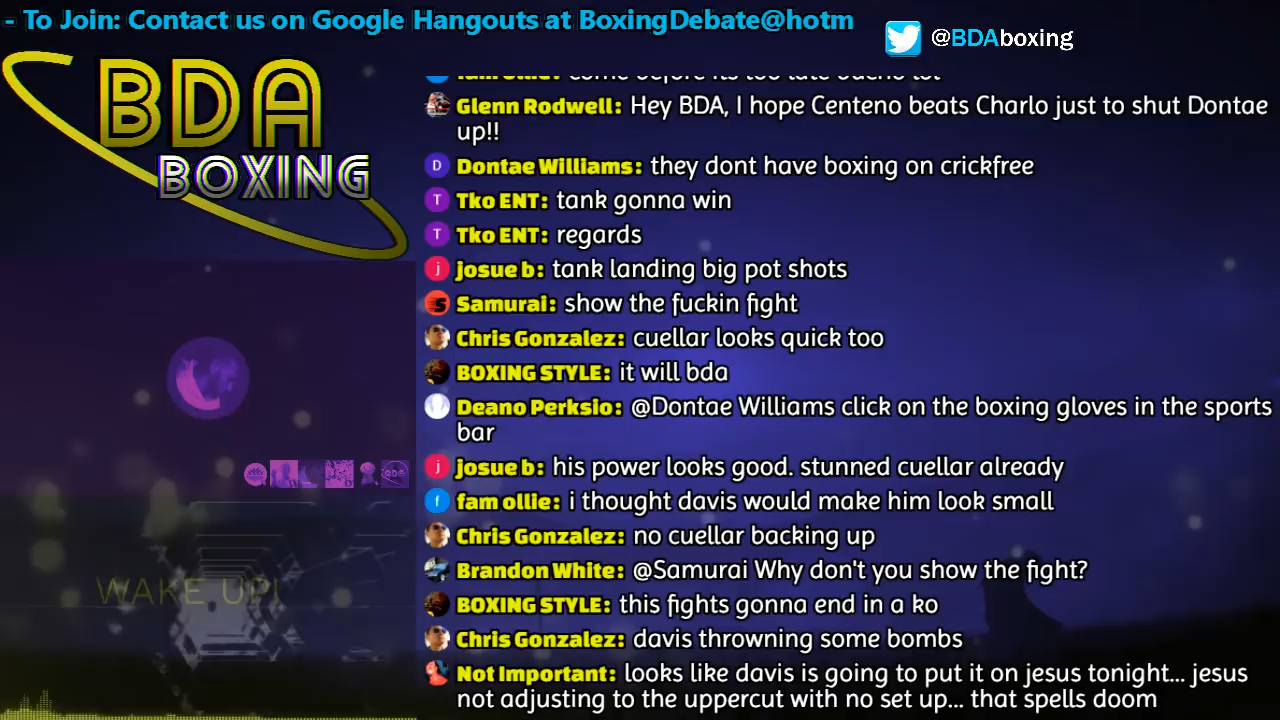 - To Join: Contact us on Google Hangouts at BoxingDebate@hotm
@BDAboxing
BDA
BOXING
Glenn Rodwell: Hey BDA, I hope Centeno beats Charlo just to shut Dontae
up!!
D Dontae Williams: they dont have boxing on crickfree
T Tko ENT: tank gonna win
T Tko ENT: regards
j josue b: tank landing big pot shots
S Samurai: show the fuckin fight
Chris Gonzalez: cuellar looks quick too
BOXING STYLE: it will bda
Deano Perksio: @Dontae Williams click on the boxing gloves in the sports
bar
j josue b: his power looks good. stunned cuellar already
f fam ollie: i thought davis would make him look small
Chris Gonzalez: no cuellar backing up
Brandon White: @Samurai Why don't you show the fight?
BOXING STYLE: this fights gonna end in a ko
Chris Gonzalez: davis throwning some bombs
Not Important: looks like davis is going to put it on jesus tonight... jesus
not adjusting to the uppercut with no set up... that spells doom
WAKE UP!